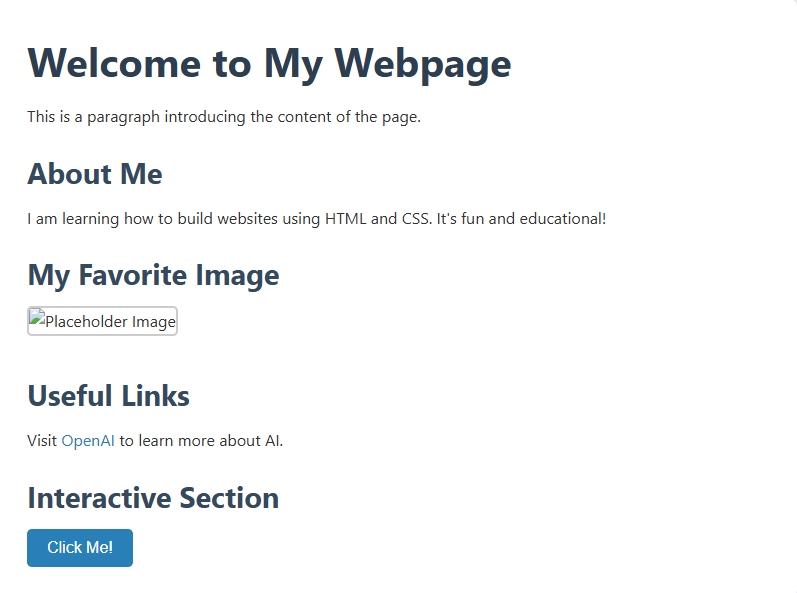 Welcome to My Webpage
This is a paragraph introducing the content of the page.
About Me
I am learning how to build websites using HTML and CSS. It's fun and educational!
My Favorite Image
Placeholder Image
Useful Links
Visit OpenAI to learn more about AI.
Interactive Section
Click Me!